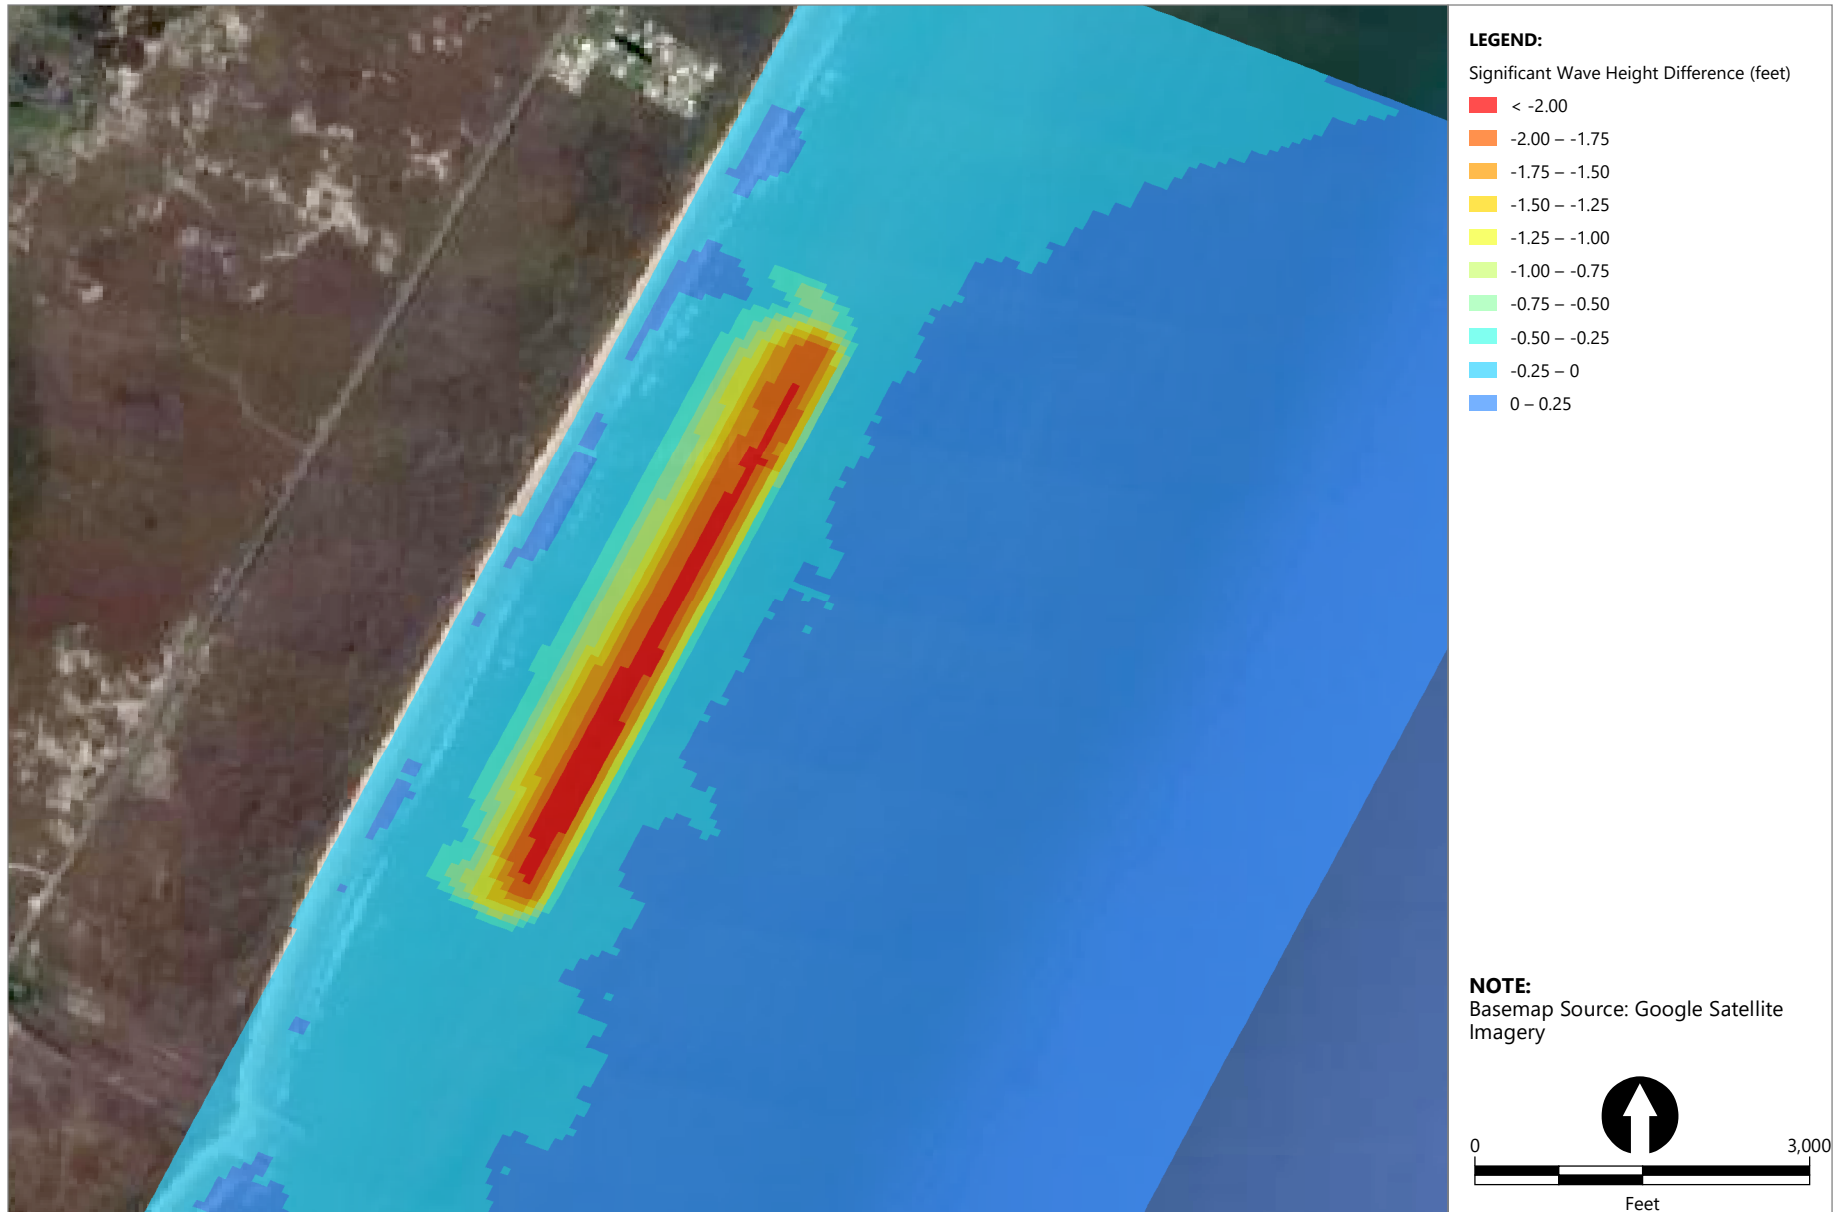 LEGEND:
Significant Wave Height Difference (feet)
< -2.00
-2.00 – -1.75
-1.75 – -1.50
-1.50 – -1.25
-1.25 – -1.00
-1.00 – -0.75
-0.75 – -0.50
-0.50 – -0.25
-0.25 – 0
0 – 0.25
NOTE:
Basemap Source: Google Satellite
Imagery
0 3,000
Feet